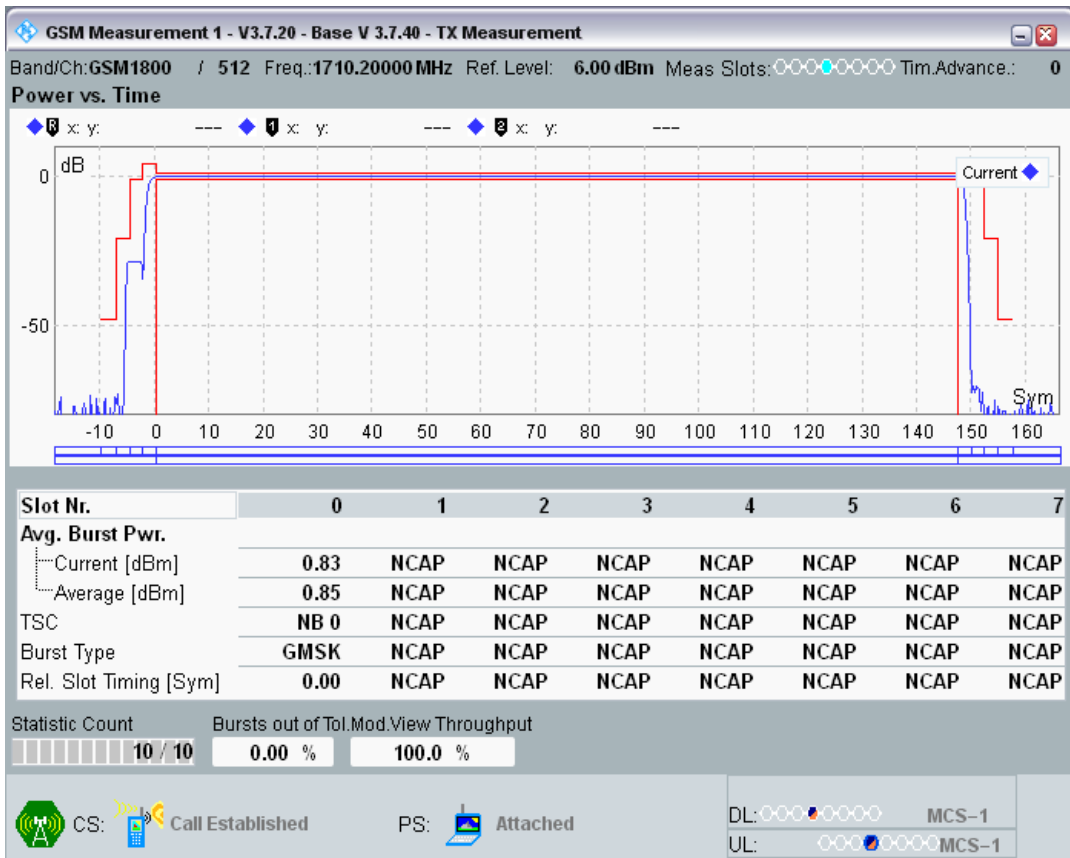 GSM Measurement 1 - V3.7.20 - Base V 3.7.40 - TX Measurement
Band/Ch:GSM1800 / 512 Freq.:1710.20000 MHz Ref. Level: 6.00 dBm Meas Slots: Tim.Advance.: 0
Power vs. Time
R x: y: --- 1 x: y: --- 2 x: y: ---
dB
Current
0
-50
Sym
-10 0 10 20 30 40 50 60 70 80 90 100 110 120 130 140 150 160
Slot Nr. 0 1 2 3 4 5 6 7
Avg. Burst Pwr.
Current [dBm] 0.83 NCAP NCAP NCAP NCAP NCAP NCAP NCAP
Average [dBm] 0.85 NCAP NCAP NCAP NCAP NCAP NCAP NCAP
TSC NB 0 NCAP NCAP NCAP NCAP NCAP NCAP NCAP
Burst Type GMSK NCAP NCAP NCAP NCAP NCAP NCAP NCAP
Rel. Slot Timing [Sym] 0.00 NCAP NCAP NCAP NCAP NCAP NCAP NCAP
Statistic Count Bursts out of Tol.Mod.View Throughput
10 / 10 0.00 % 100.0 %
CS: Call Established PS: Attached
DL: MCS-1
UL: MCS-1